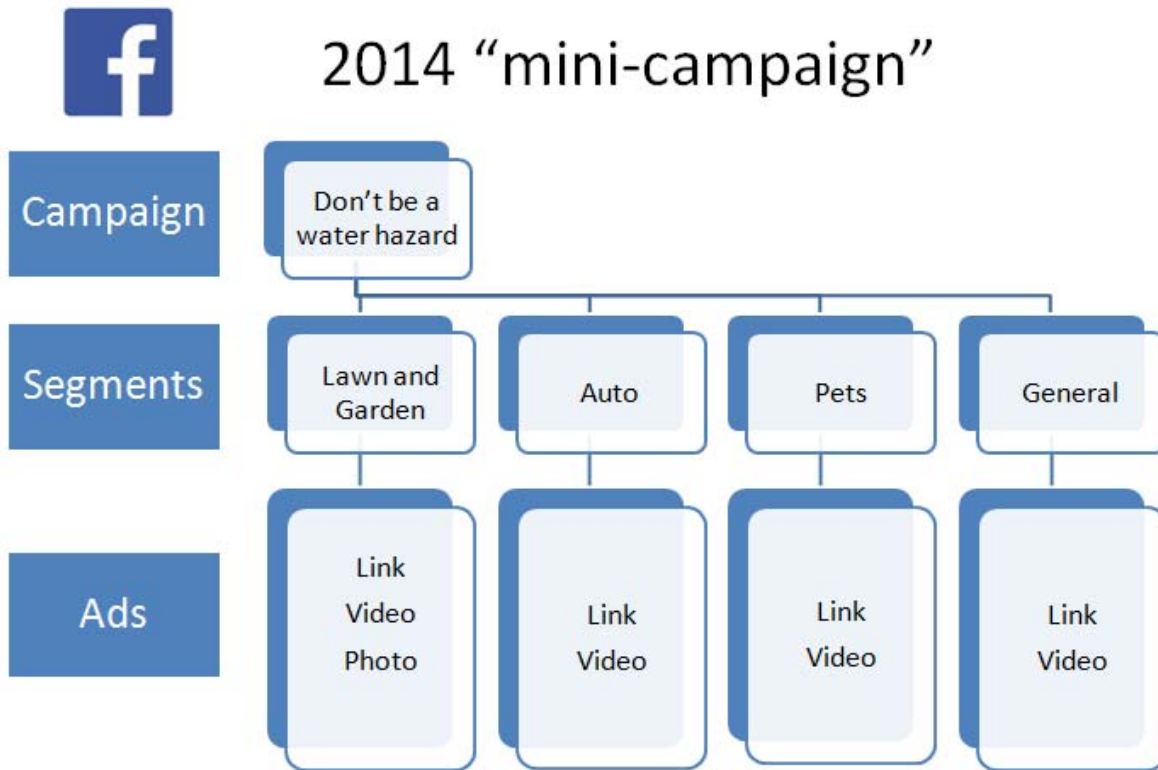 f
2014 “mini-campaign”
Campaign
Don’t be a
water hazard
Segments
Lawn and
Garden
Auto
Pets
General
Ads
Link
Video
Photo
Link
Video
Link
Video
Link
Video